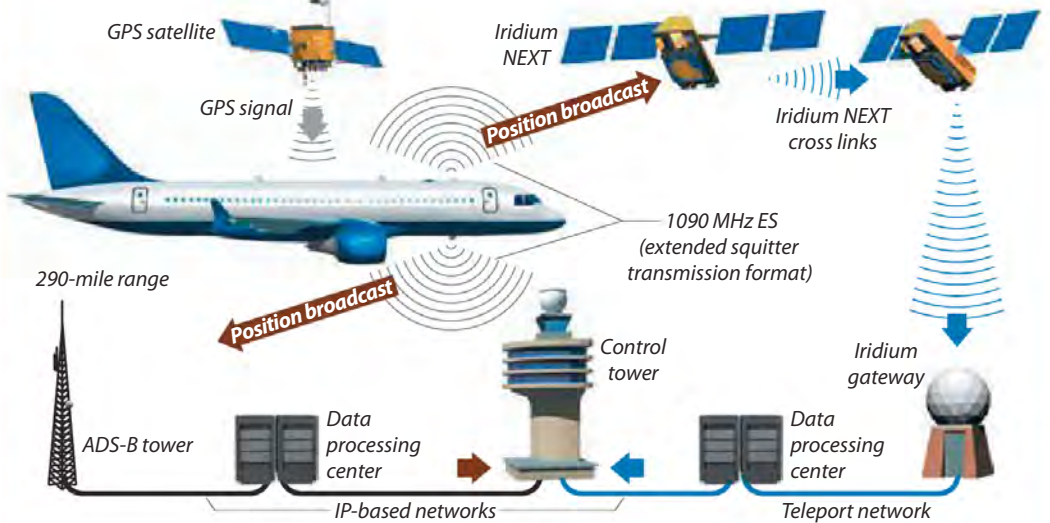 GPS satellite
GPS signal
Iridium
NEXT
Position broadcast
Iridium NEXT
cross links
1090 MHz ES
(extended squitter
transmission format)
290-mile range
Position broadcast
Control
tower
Iridium
gateway
ADS-B tower
Data
processing
center
Data
processing
center
IP-based networks
Teleport network